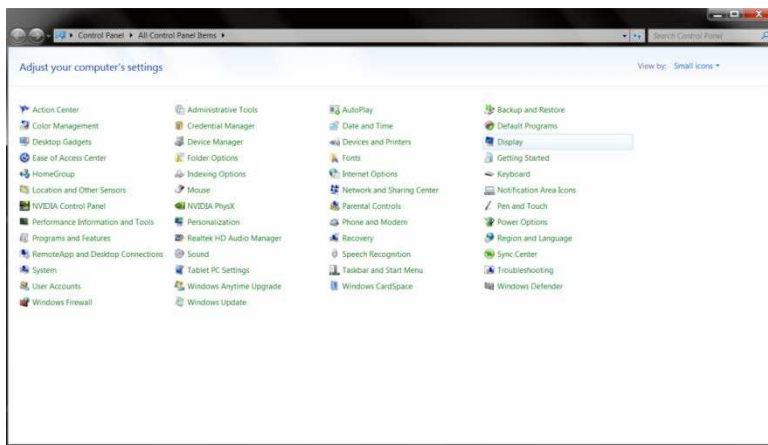 Control Panel ▸ All Control Panel Items ▸ Search Control Panel
Adjust your computer's settings View by: Small icons
Action Center Administrative Tools AutoPlay Backup and Restore
Color Management Credential Manager Date and Time Default Programs
Desktop Gadgets Device Manager Devices and Printers Display
Ease of Access Center Folder Options Fonts Getting Started
HomeGroup Indexing Options Internet Options Keyboard
Location and Other Sensors Mouse Network and Sharing Center Notification Area Icons
NVIDIA Control Panel NVIDIA PhysX Parental Controls Pen and Touch
Performance Information and Tools Personalization Phone and Modem Power Options
Programs and Features Realtek HD Audio Manager Recovery Region and Language
RemoteApp and Desktop Connections Sound Speech Recognition Sync Center
System Tablet PC Settings Taskbar and Start Menu Troubleshooting
User Accounts Windows Anytime Upgrade Windows CardSpace Windows Defender
Windows Firewall Windows Update